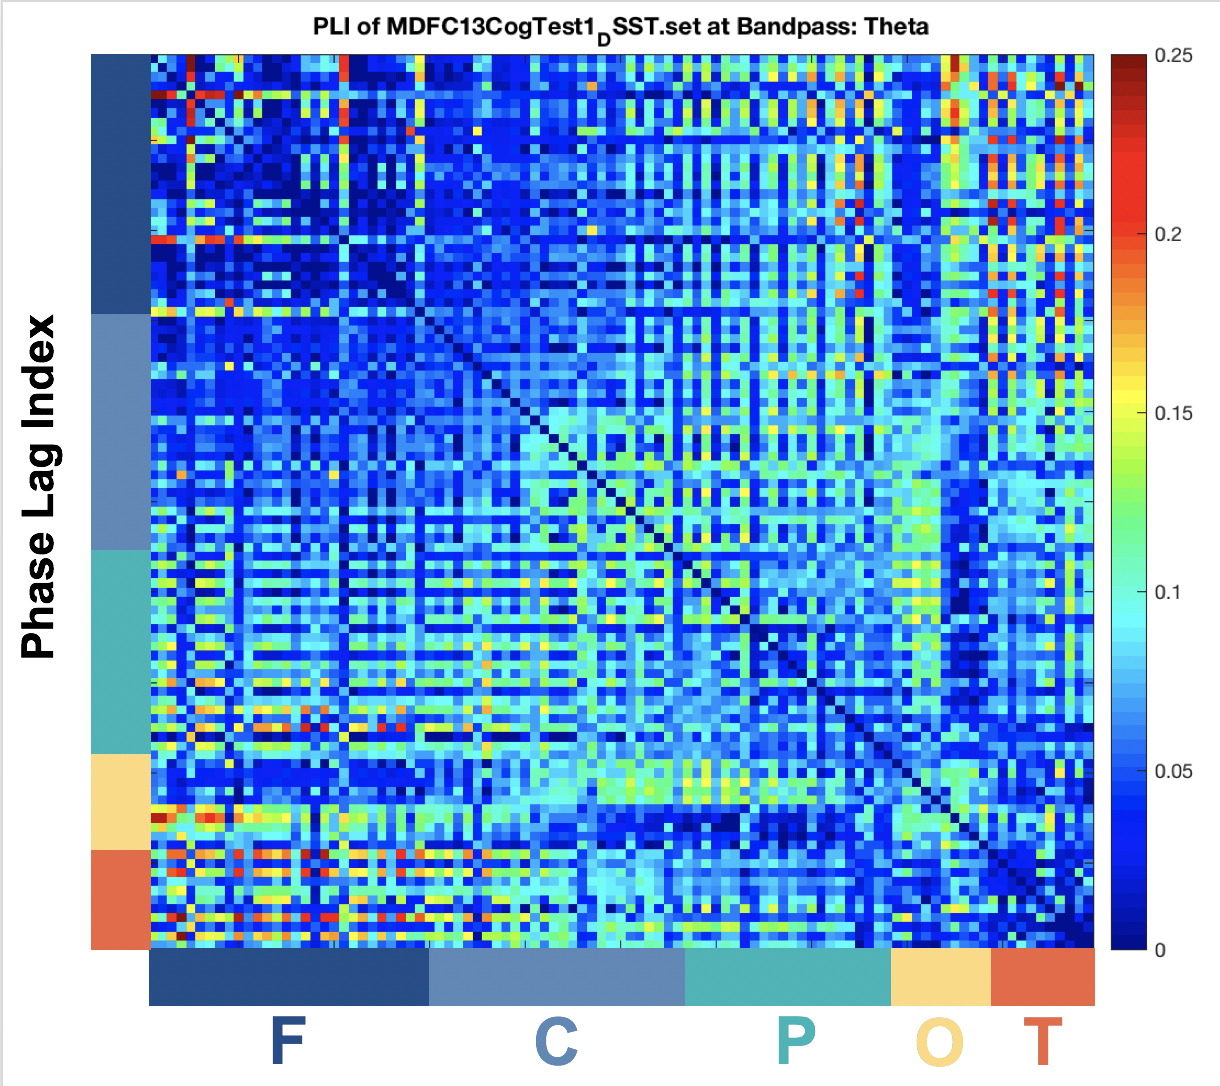 PLI of MDFC13CogTest1DSST.set at Bandpass: Theta
Phase Lag Index
0.25
0.2
0.15
0.1
0.05
0
F C P O T